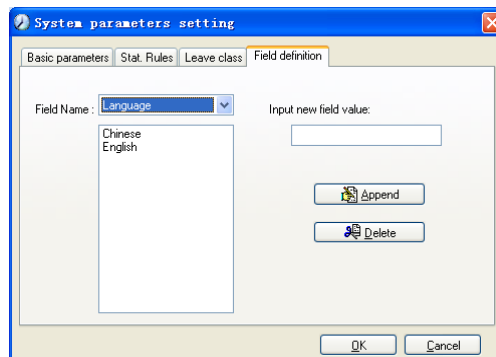 System parameters setting
Basic parameters Stat. Rules Leave class Field definition
Field Name : Language
Chinese
English
Input new field value:
Append
Delete
OK Cancel